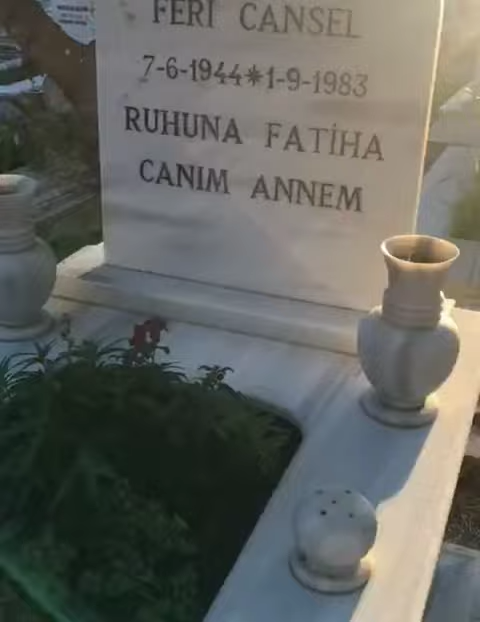 FERİ CANSEL
7-6-1944*1-9-1983
RUHUNA FATİHA
CANIM ANNEM